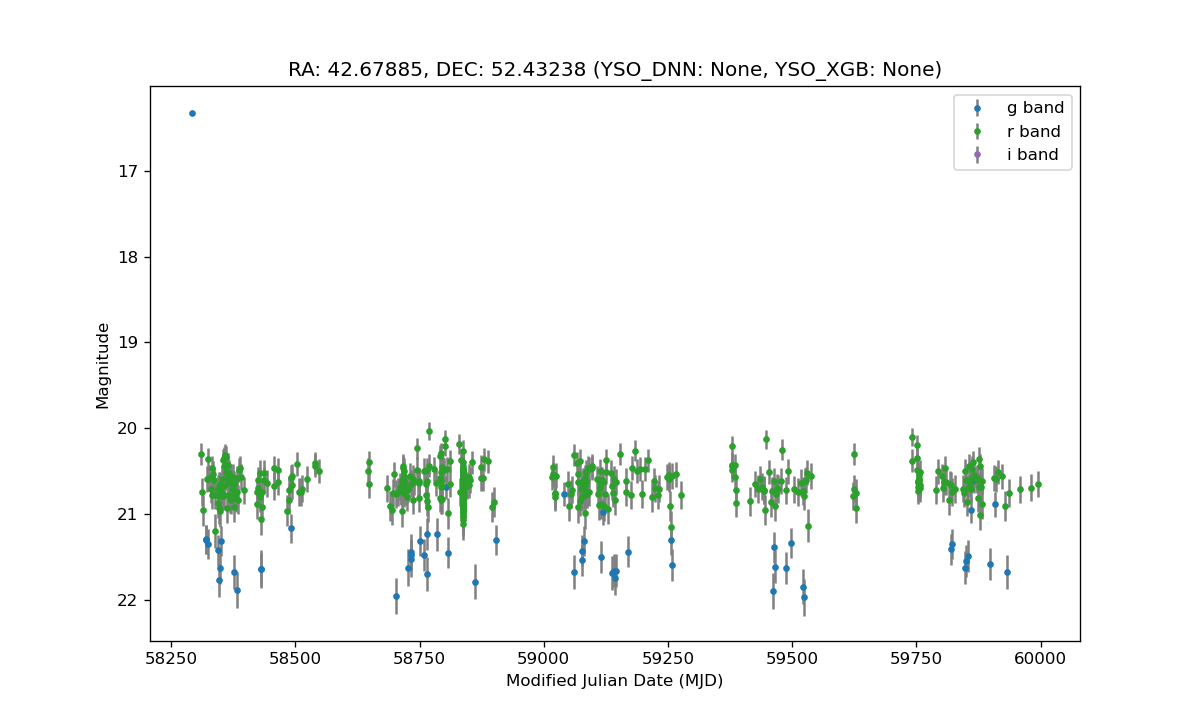 RA: 42.67885, DEC: 52.43238 (YSO_DNN: None, YSO_XGB: None)
g band
r band
i band
Magnitude
17
18
19
20
21
22
58250 58500 58750 59000 59250 59500 59750 60000
Modified Julian Date (MJD)